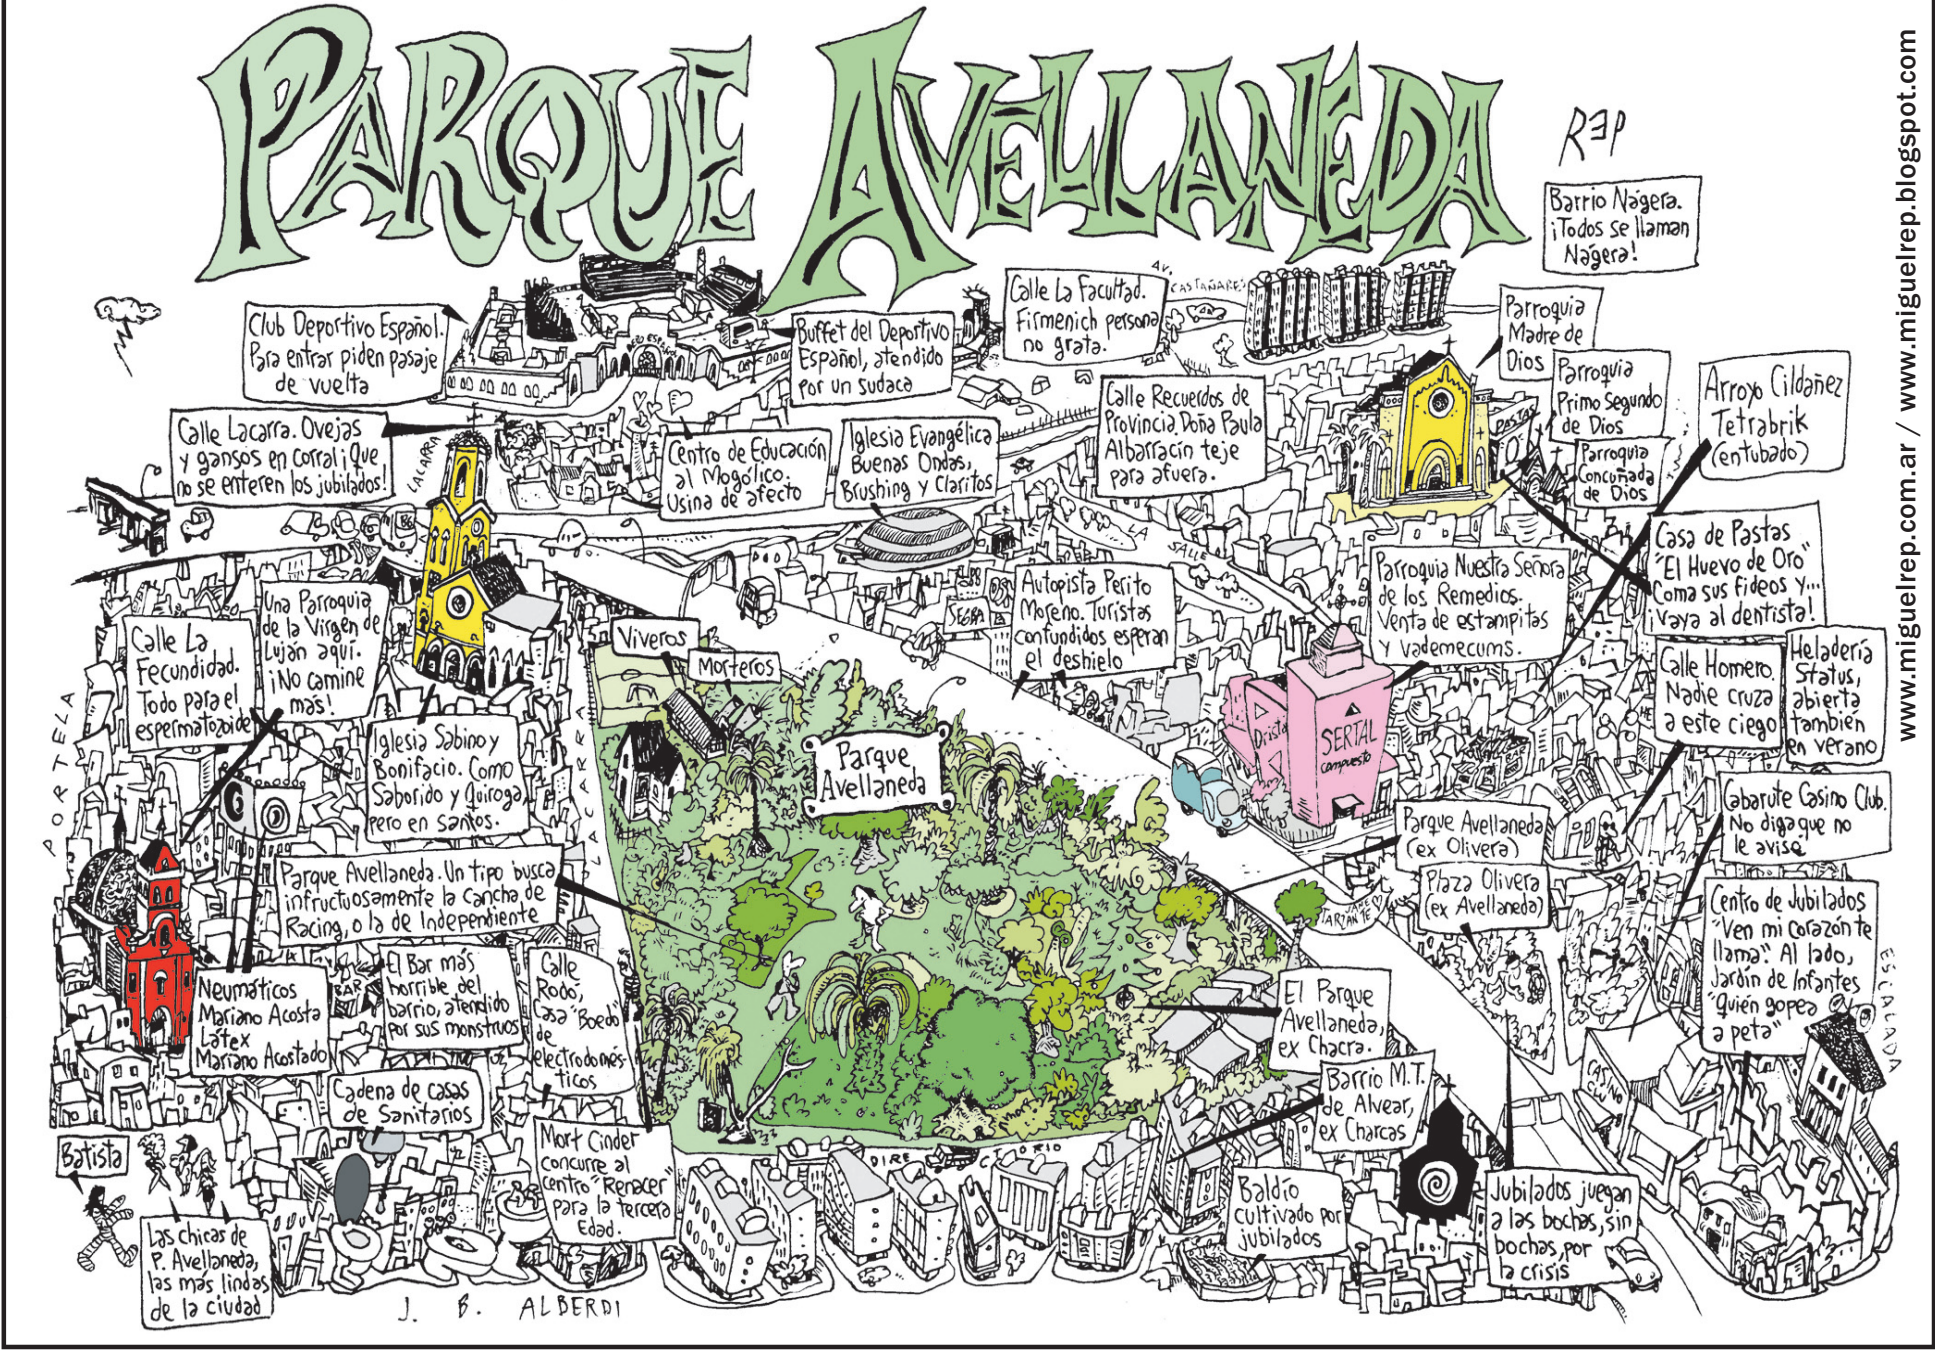 PARQUE AVELLANEDA
REP
www.miguelrep.com.ar / www.miguelrep.blogspot.com
Barrio Nágera.
¡Todos se llaman
Nágera!
Club Deportivo Español.
Para entrar piden pasaje
de vuelta
Buffet del Deportivo
Español, atendido
por un sudaca
Calle La Facultad.
Firmenich persona
no grata.
AV. CASTAÑARES
Parroquia
Madre de
Dios
Parroquia
Primo Segundo
de Dios
Parroquia
Concuñada
de Dios
Arroyo Cildáñez
Tetrabrik
(entubado)
Calle Lacarra. Ovejas
y gansos en corral ¡Que
no se enteren los jubilados!
LACARRA
Centro de Educación
al Mogólico.
Usina de afecto
Iglesia Evangélica
Buenas Ondas,
Brushing y Claritos
Calle Recuerdos de
Provincia. Doña Paula
Albarracín teje
para afuera.
PASTAS
LA SALLE
Casa de Pastas
"El Huevo de Oro"
Coma sus fideos y...
¡Vaya al dentista!
Una Parroquia
de la Virgen de
Luján aquí.
¡No camine
más!
Calle La
Fecundidad.
Todo para el
espermatozoide
Viveros
Morteros
SEGBA
Autopista Perito
Moreno. Turistas
confundidos esperan
el deshielo
Parroquia Nuestra Señora
de los Remedios.
Venta de estampitas
y vademecums.
Calle Homero.
Nadie cruza
a este ciego
Heladería
Status,
abierta
también
en verano
PORTELA
Iglesia Sabino y
Bonifacio. Como
Saborido y Quiroga,
pero en santos.
LACARRA
Parque
Avellaneda
Drista
SERTAL
compuesto
Cabarute Casino Club.
No diga que no
le avisé
Parque Avellaneda
(ex Olivera)
Plaza Olivera
(ex Avellaneda)
JANE
TARZAN TE
Parque Avellaneda. Un tipo busca
infructuosamente la cancha de
Racing, o la de Independiente
Centro de Jubilados
"Ven mi corazón te
llama". Al lado,
Jardín de Infantes
"Quién gopea
a peta"
ESCALADA
Neumáticos
Mariano Acosta
Látex
Mariano Acostado
BAR
El Bar más
horrible del
barrio, atendido
por sus monstruos
Calle
Rodó,
Casa "Boedo"
de
electrodomés-
ticos
El Parque
Avellaneda,
ex Chacra.
Barrio M.T.
de Alvear,
ex Charcas
CASINO
CLU
Cadena de casas
de Sanitarios
Batista
Mort Cinder
concurre al
centro "Renacer"
para la tercera
Edad.
DIRECTORIO
Baldío
cultivado por
jubilados
Jubilados juegan
a las bochas, sin
bochas, por
la crisis
Las chicas de
P. Avellaneda,
las más lindas
de la ciudad
J. B. ALBERDI